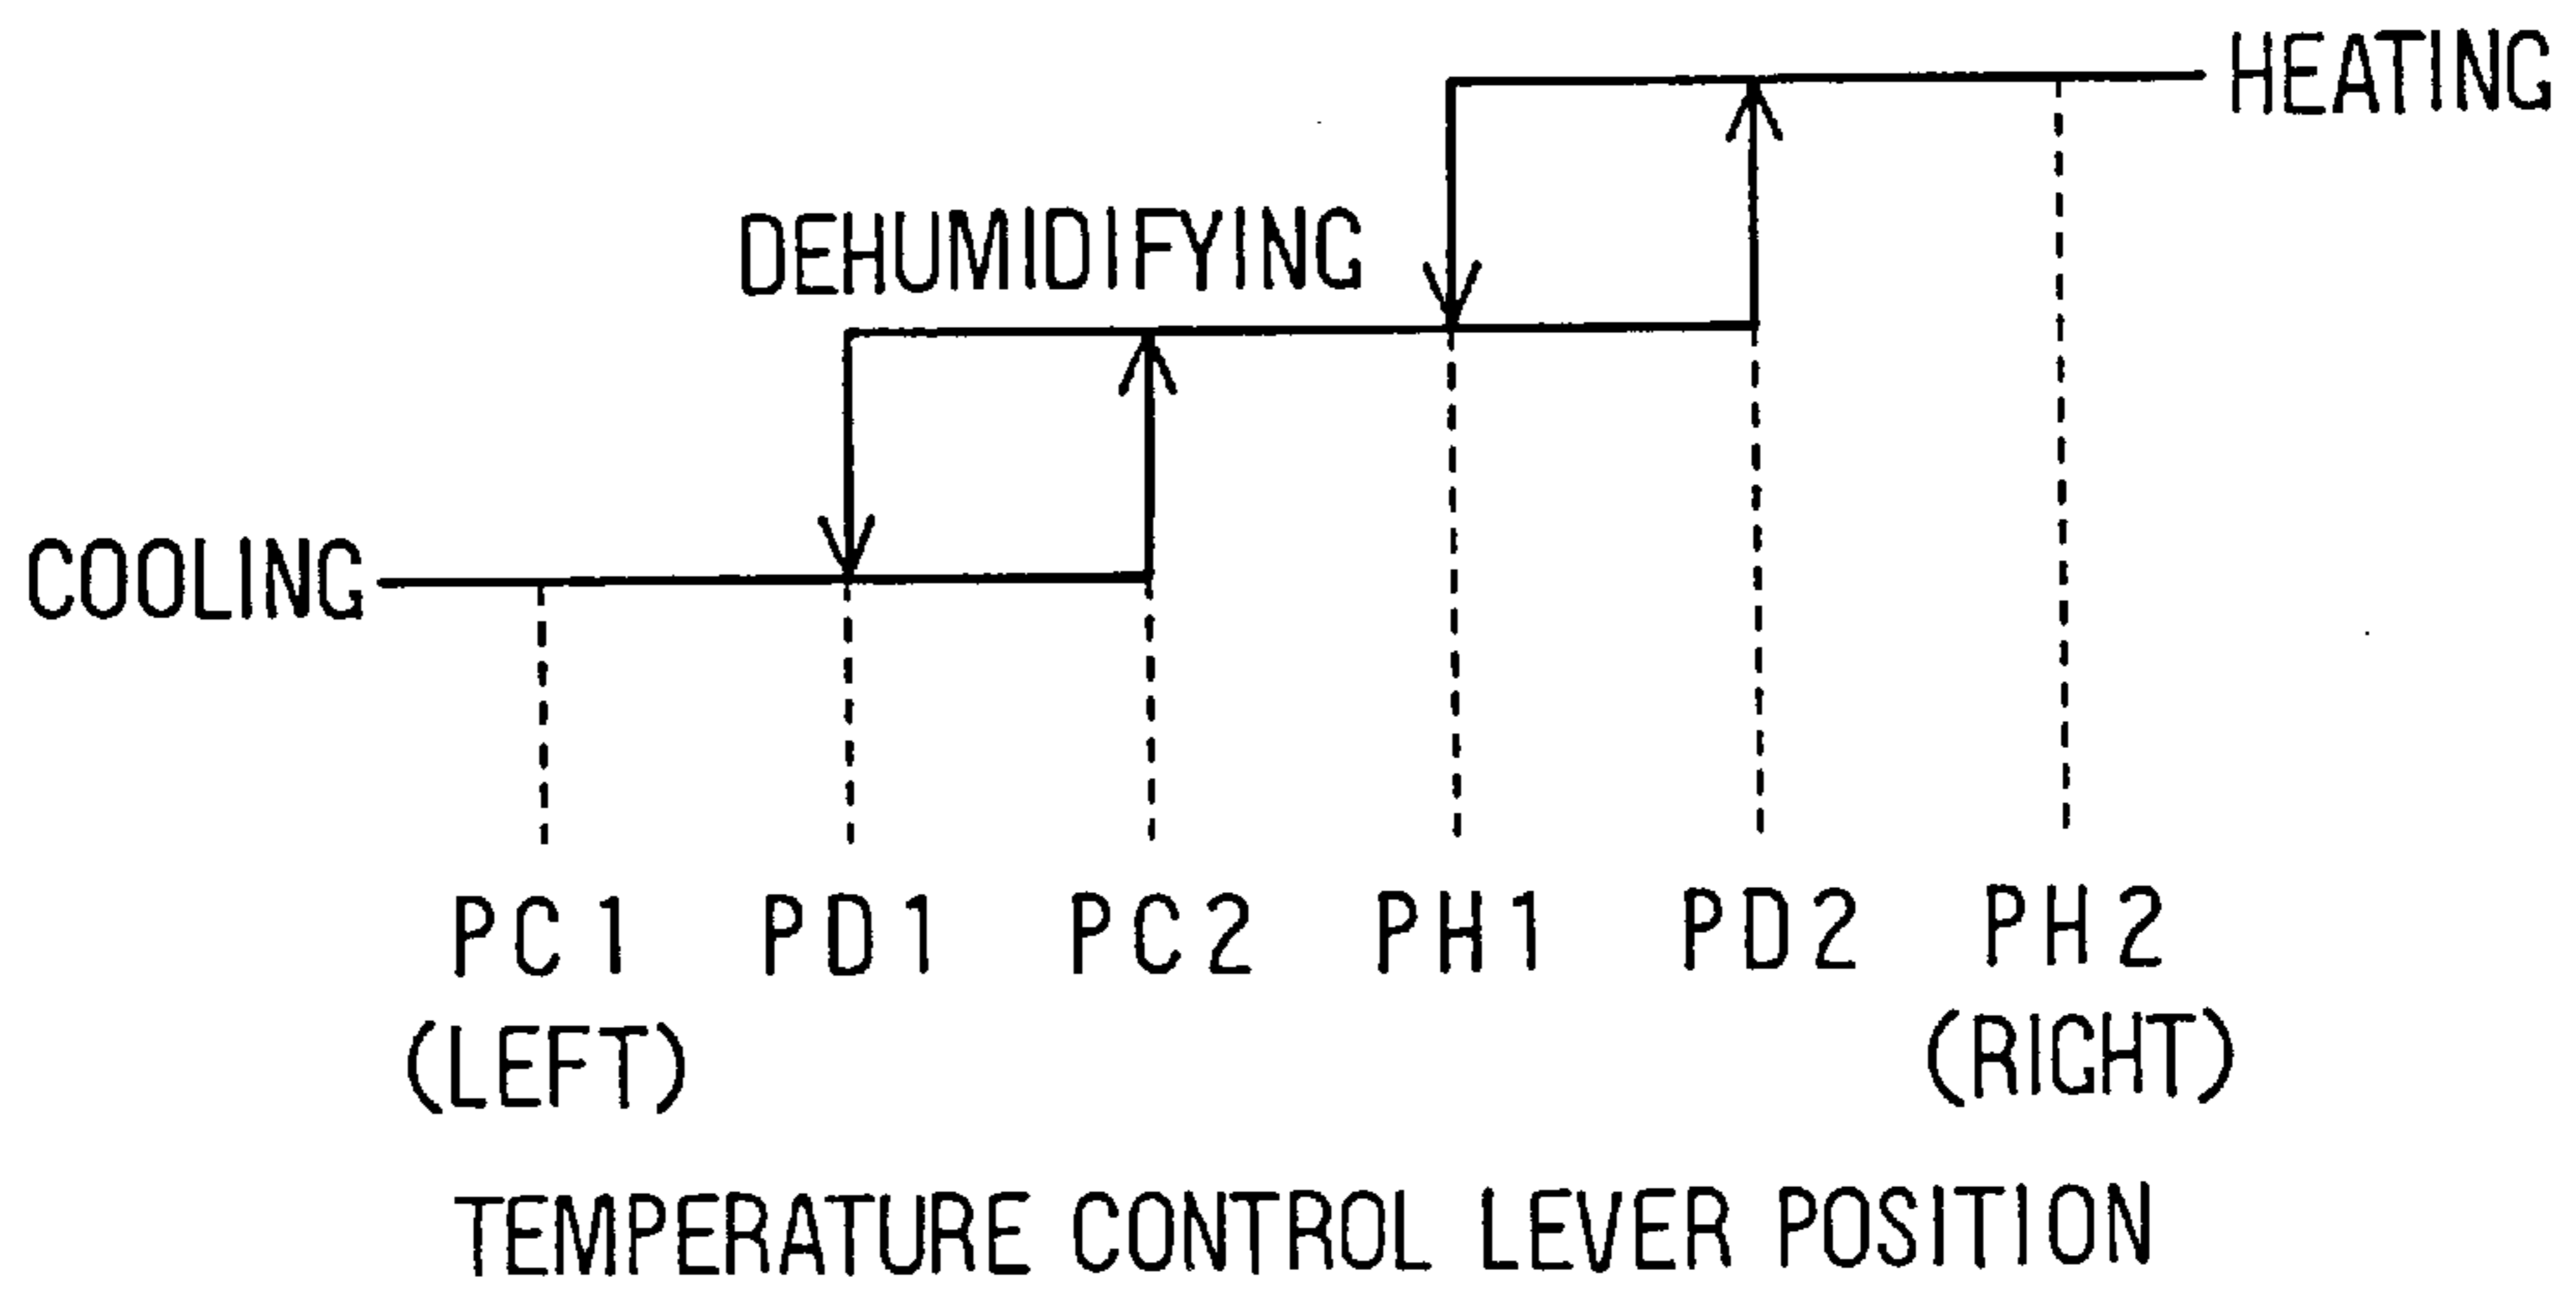 HEATING
DEHUMIDIFYING
COOLING
PC1 PD1 PC2 PH1 PD2 PH2
(LEFT) (RIGHT)
TEMPERATURE CONTROL LEVER POSITION